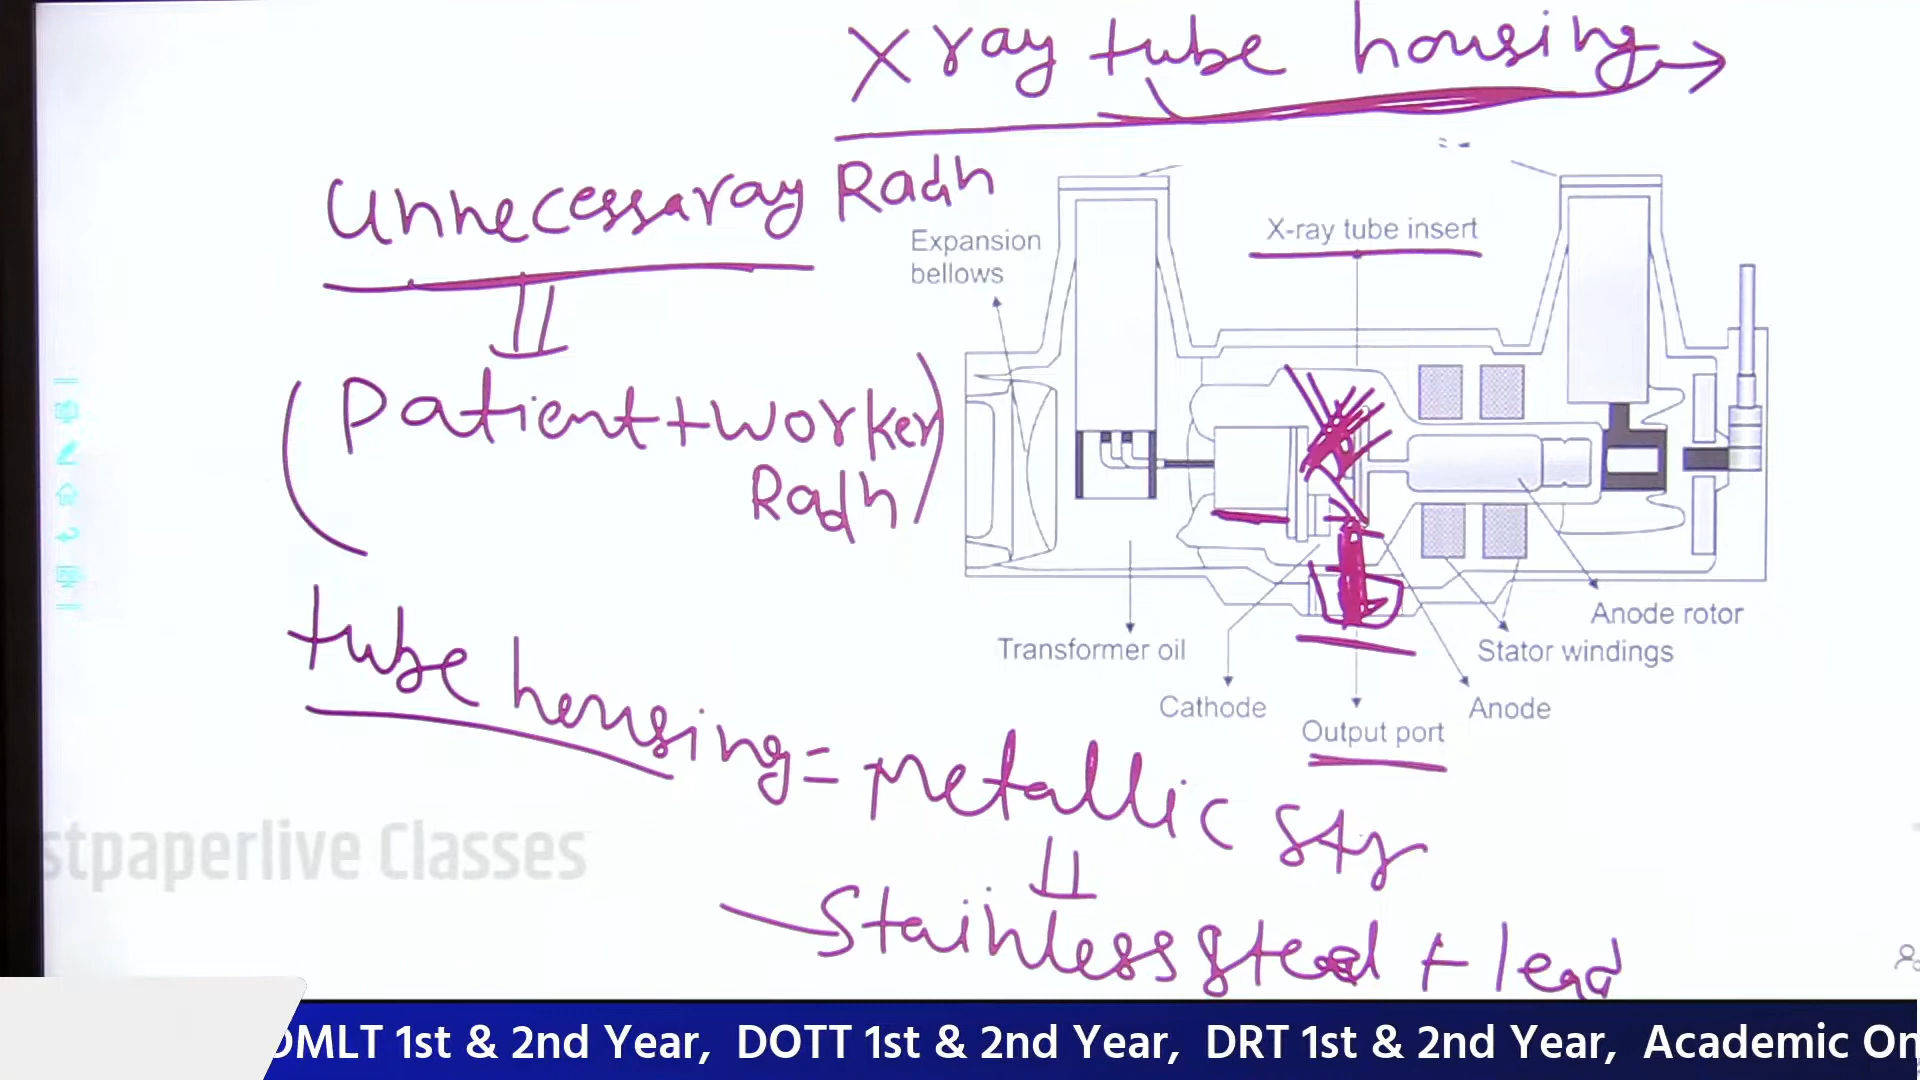 X ray tube housing →
Unnecessaray Radn
X-ray tube insert
Expansion
bellows
(Patient + worker
Radn)
Anode rotor
Transformer oil
Stator windings
Cathode
Anode
Output port
tube housing = metallic str
Stainless steel + lead
stpaperlive Classes
DMLT 1st & 2nd Year, DOTT 1st & 2nd Year, DRT 1st & 2nd Year, Academic On